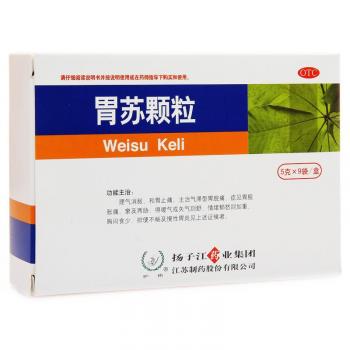 请仔细阅读说明书并按说明使用或在药师指导下购买和使用。
OTC
胃苏颗粒
Weisu Keli
5克×9袋/盒
功能主治:
理气消胀,和胃止痛。主治气滞型胃脘痛,症见胃脘
胀痛,窜及两胁,得嗳气或矢气则舒,情绪郁怒则加重,
胸闷食少,排便不畅及慢性胃炎见上述证候者。
扬子江药业集团
江苏制药股份有限公司